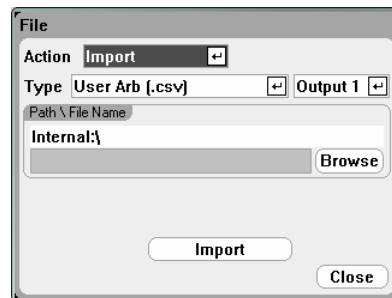 File
Action Import
Type User Arb (.csv) Output 1
Path \ File Name
Internal:\
Browse
Import
Close